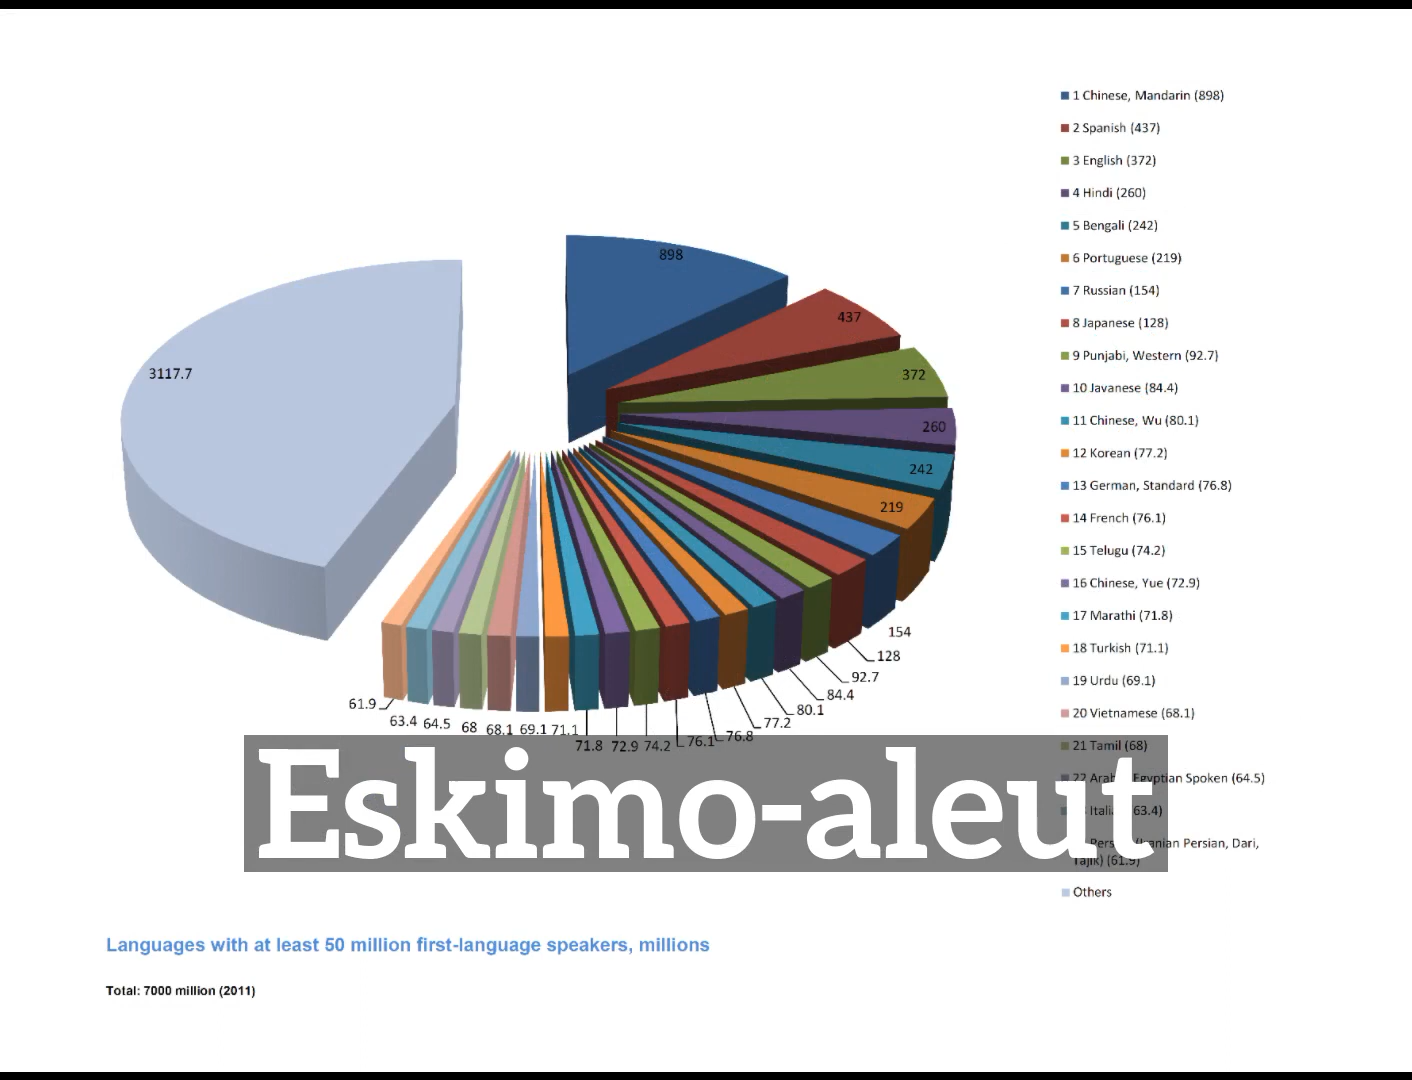 1 Chinese, Mandarin (898)
2 Spanish (437)
3 English (372)
4 Hindi (260)
5 Bengali (242)
6 Portuguese (219)
7 Russian (154)
8 Japanese (128)
9 Punjabi, Western (92.7)
10 Javanese (84.4)
11 Chinese, Wu (80.1)
12 Korean (77.2)
13 German, Standard (76.8)
14 French (76.1)
15 Telugu (74.2)
16 Chinese, Yue (72.9)
17 Marathi (71.8)
18 Turkish (71.1)
19 Urdu (69.1)
20 Vietnamese (68.1)
21 Tamil (68)
22 Egyptian Spoken (64.5)
63.4)
Persian, Dari,
Tajik) (61.9)
Others
898
437
372
260
242
219
154
128
92.7
84.4
80.1
77.2
76.8
76.1
74.2
72.9
71.8
71.1
69.1
68.1
68
64.5
63.4
61.9
3117.7
Eskimo-aleut
Languages with at least 50 million first-language speakers, millions
Total: 7000 million (2011)